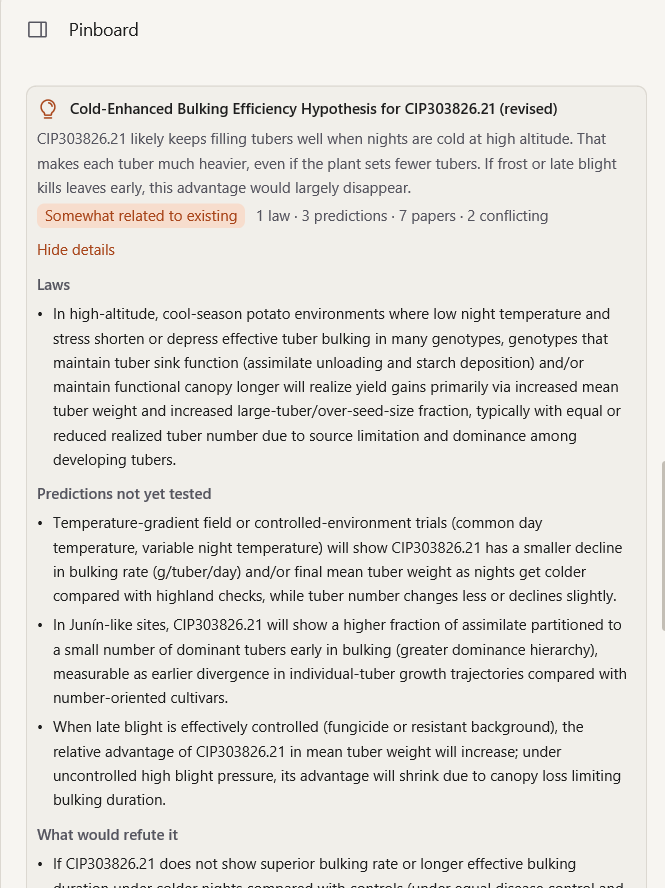 Pinboard
Cold-Enhanced Bulking Efficiency Hypothesis for CIP303826.21 (revised)
CIP303826.21 likely keeps filling tubers well when nights are cold at high altitude. That
makes each tuber much heavier, even if the plant sets fewer tubers. If frost or late blight
kills leaves early, this advantage would largely disappear.
Somewhat related to existing 1 law · 3 predictions · 7 papers · 2 conflicting
Hide details
Laws
• In high-altitude, cool-season potato environments where low night temperature and
stress shorten or depress effective tuber bulking in many genotypes, genotypes that
maintain tuber sink function (assimilate unloading and starch deposition) and/or
maintain functional canopy longer will realize yield gains primarily via increased mean
tuber weight and increased large-tuber/over-seed-size fraction, typically with equal or
reduced realized tuber number due to source limitation and dominance among
developing tubers.
Predictions not yet tested
• Temperature-gradient field or controlled-environment trials (common day
temperature, variable night temperature) will show CIP303826.21 has a smaller decline
in bulking rate (g/tuber/day) and/or final mean tuber weight as nights get colder
compared with highland checks, while tuber number changes less or declines slightly.
• In Junín-like sites, CIP303826.21 will show a higher fraction of assimilate partitioned to
a small number of dominant tubers early in bulking (greater dominance hierarchy),
measurable as earlier divergence in individual-tuber growth trajectories compared with
number-oriented cultivars.
• When late blight is effectively controlled (fungicide or resistant background), the
relative advantage of CIP303826.21 in mean tuber weight will increase; under
uncontrolled high blight pressure, its advantage will shrink due to canopy loss limiting
bulking duration.
What would refute it
• If CIP303826.21 does not show superior bulking rate or longer effective bulking
duration under colder nights compared with controls (under equal disease control and